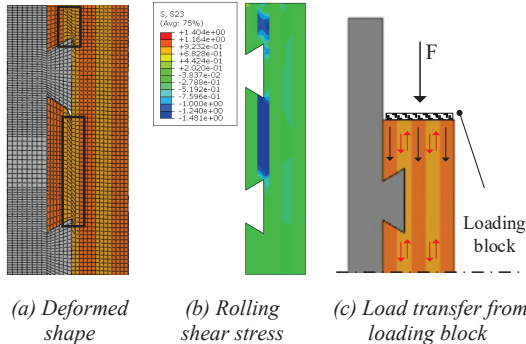 S, S23
(Avg: 75%)
+1.404e+00
+1.164e+00
+9.232e-01
+6.828e-01
+4.424e-01
+2.020e-01
-3.837e-02
-2.788e-01
-5.192e-01
-7.596e-01
-1.000e+00
-1.240e+00
-1.481e+00
F
Loading
block
(a) Deformed
shape
(b) Rolling
shear stress
(c) Load transfer from
loading block